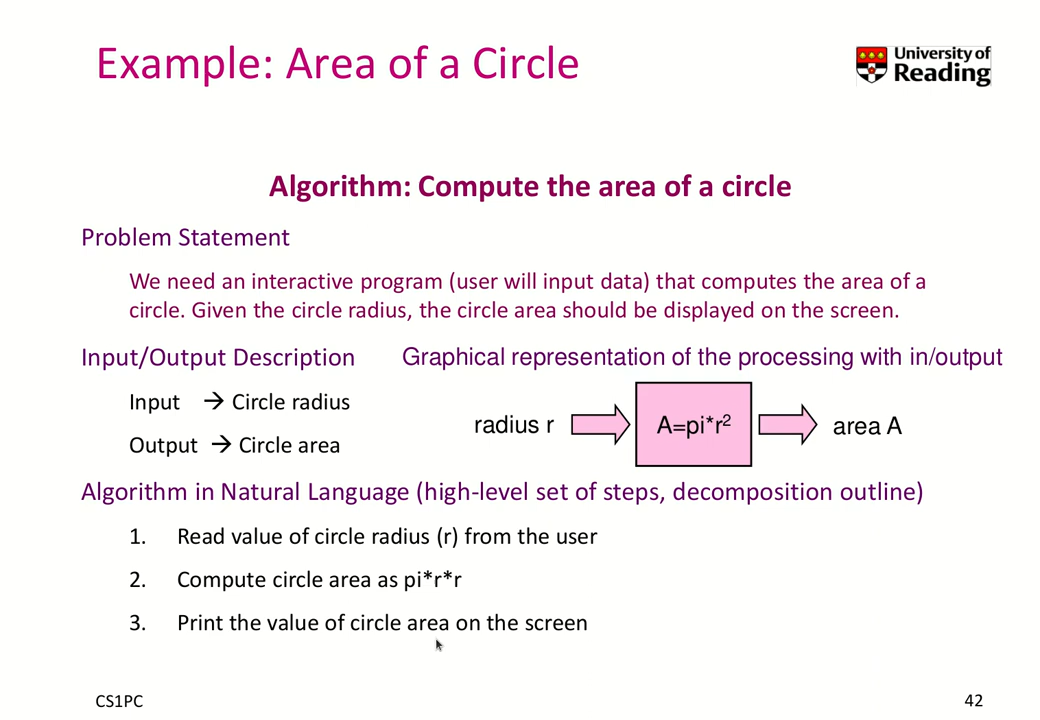 Example: Area of a Circle
University of
Reading
Algorithm: Compute the area of a circle
Problem Statement
We need an interactive program (user will input data) that computes the area of a
circle. Given the circle radius, the circle area should be displayed on the screen.
Input/Output Description
Graphical representation of the processing with in/output
Input → Circle radius
Output → Circle area
radius r
A=pi*r²
area A
Algorithm in Natural Language (high-level set of steps, decomposition outline)
1. Read value of circle radius (r) from the user
2. Compute circle area as pi*r*r
3. Print the value of circle area on the screen
CS1PC
42